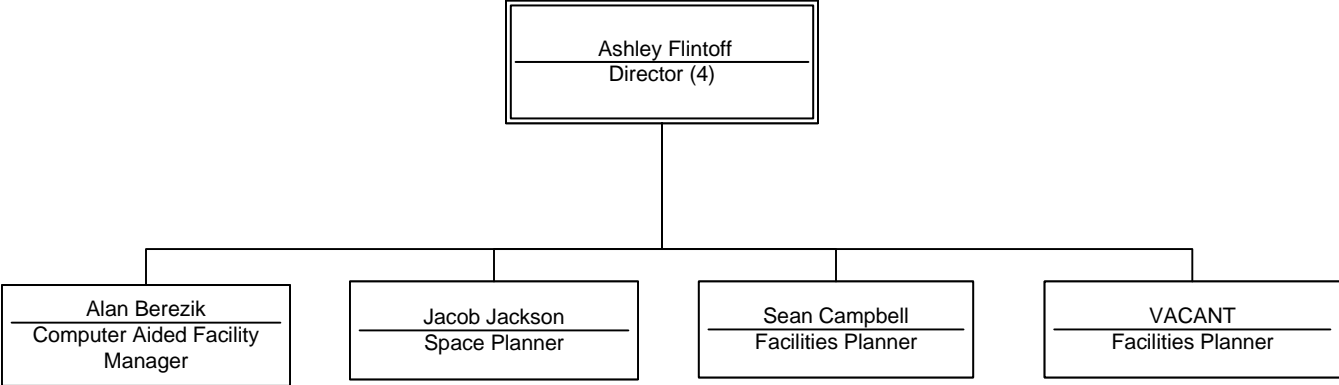 Ashley Flintoff
Director (4)
Alan Berezik
Computer Aided Facility
Manager
Jacob Jackson
Space Planner
Sean Campbell
Facilities Planner
VACANT
Facilities Planner